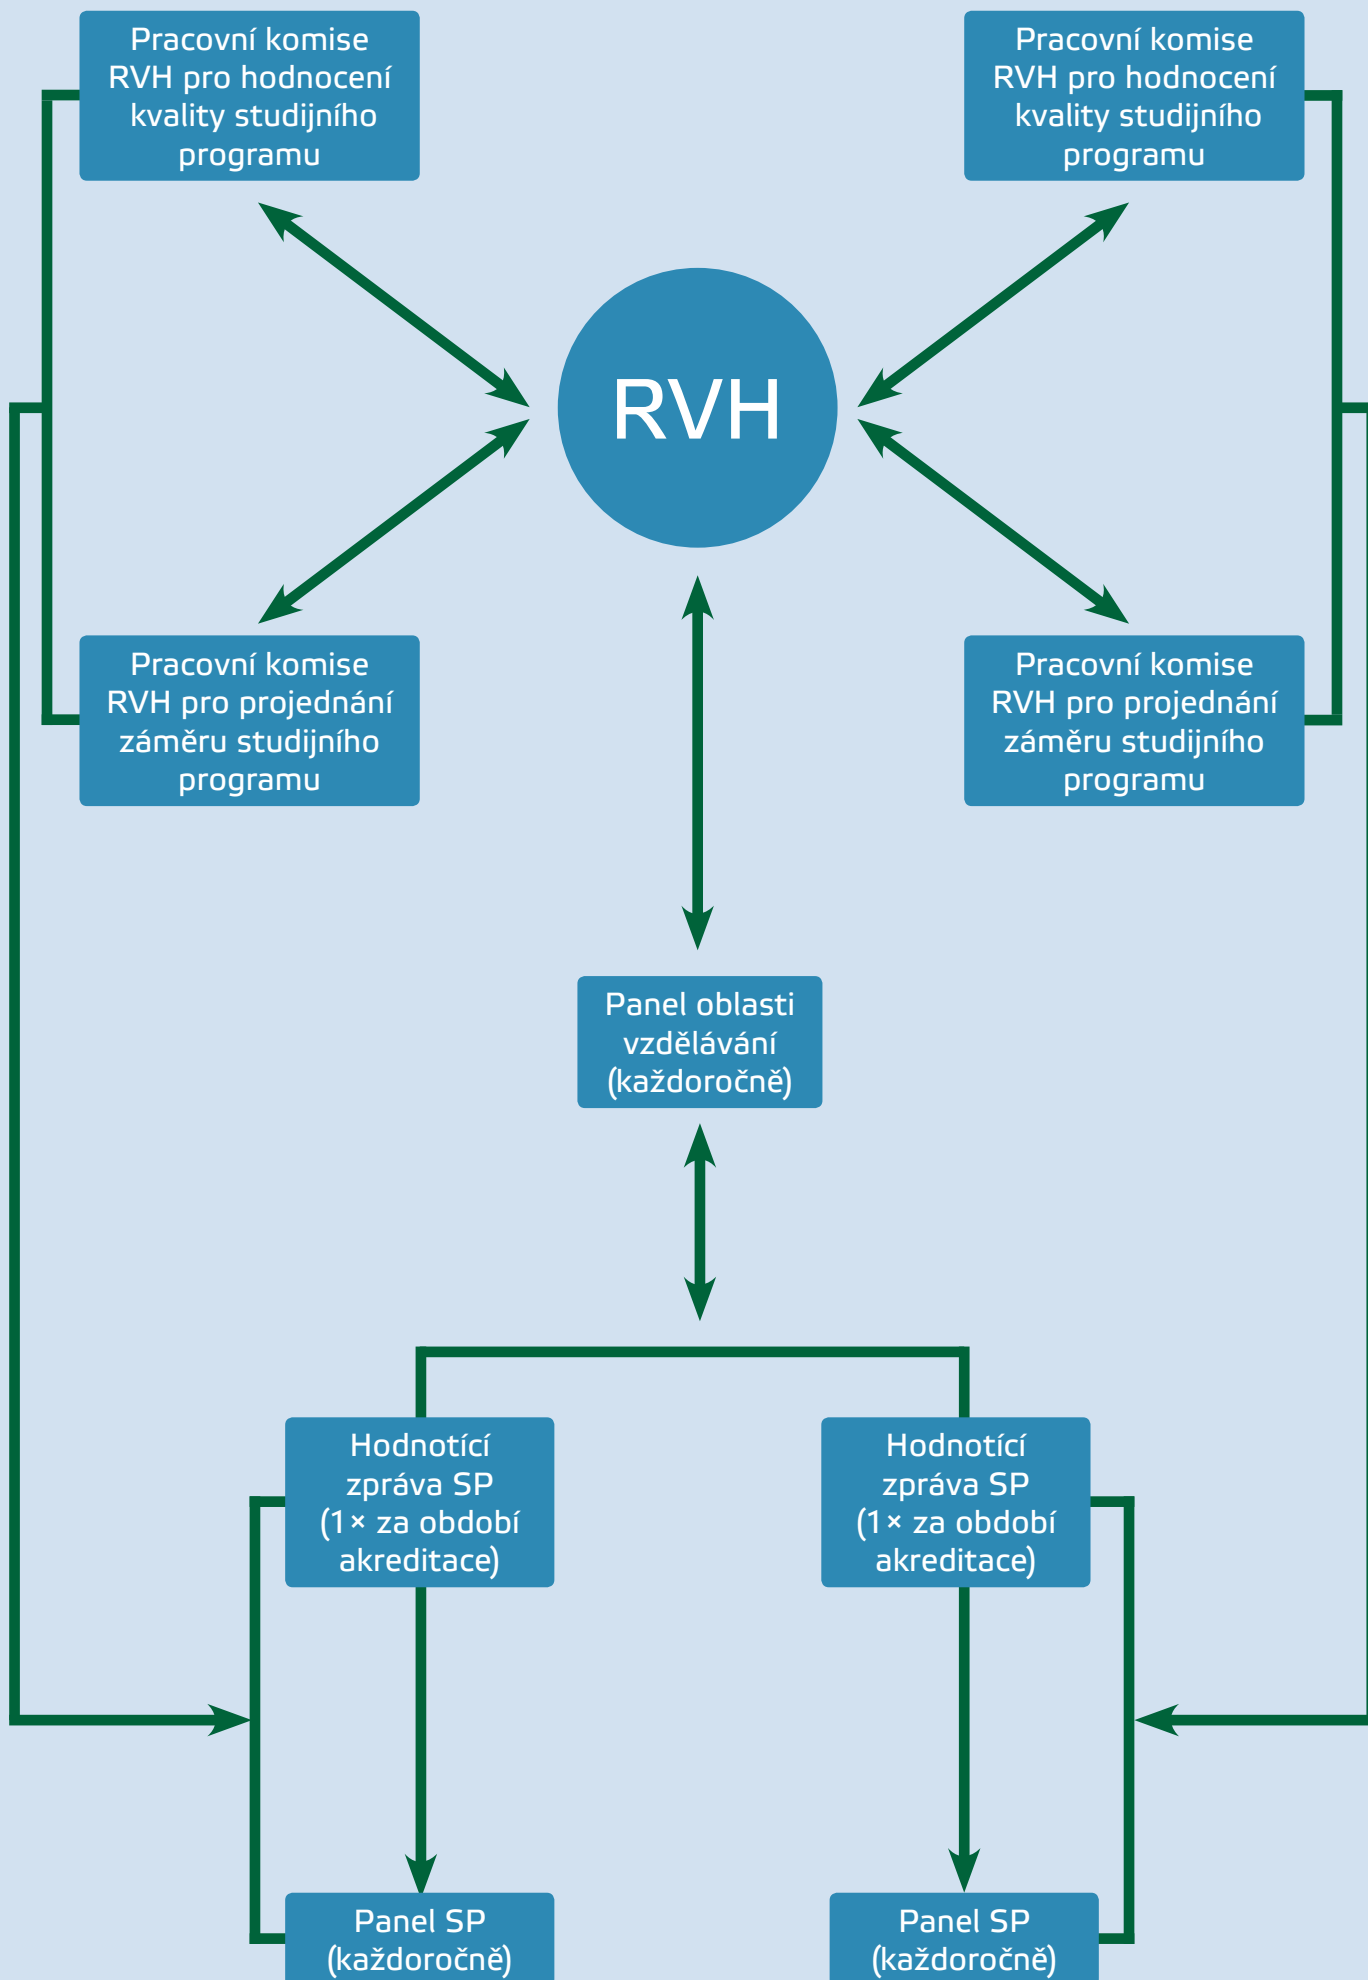 Pracovní komise
RVH pro hodnocení
kvality studijního
programu
Pracovní komise
RVH pro hodnocení
kvality studijního
programu
RVH
Pracovní komise
RVH pro projednání
záměru studijního
programu
Pracovní komise
RVH pro projednání
záměru studijního
programu
Panel oblasti
vzdělávání
(každoročně)
Hodnotící
zpráva SP
(1× za období
akreditace)
Hodnotící
zpráva SP
(1× za období
akreditace)
Panel SP
(každoročně)
Panel SP
(každoročně)